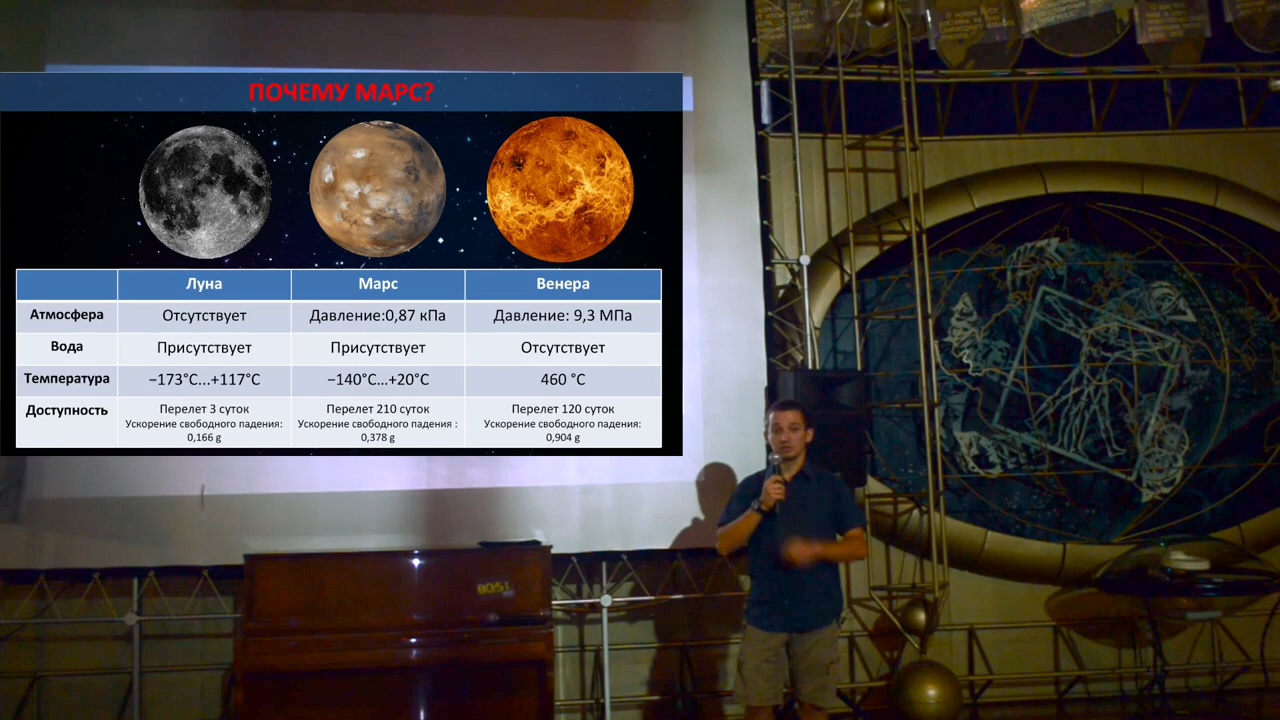 ПОЧЕМУ МАРС?
Луна Марс Венера
Атмосфера Отсутствует Давление:0,87 кПа Давление: 9,3 МПа
Вода Присутствует Присутствует Отсутствует
Температура −173°C...+117°C −140°C...+20°C 460 °C
Доступность Перелет 3 суток Перелет 210 суток Перелет 120 суток
Ускорение свободного падения: Ускорение свободного падения : Ускорение свободного падения:
0,166 g 0,378 g 0,904 g